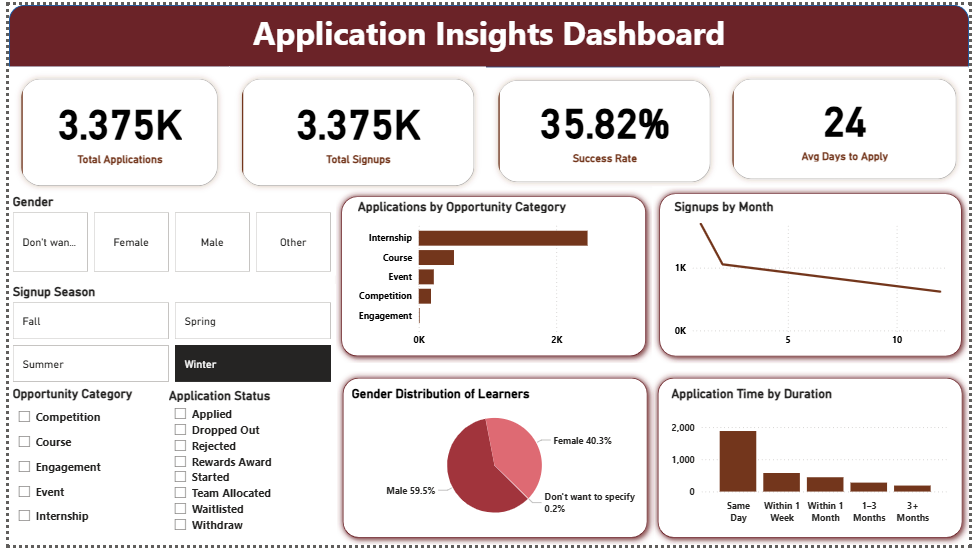 Application Insights Dashboard
3.375K
Total Applications
3.375K
Total Signups
35.82%
Success Rate
24
Avg Days to Apply
Gender
Don't wan...
Female
Male
Other
Signup Season
Fall
Spring
Summer
Winter
Opportunity Category
Competition
Course
Engagement
Event
Internship
Application Status
Applied
Dropped Out
Rejected
Rewards Award
Started
Team Allocated
Waitlisted
Withdraw
Applications by Opportunity Category
Internship
Course
Event
Competition
Engagement
0K 2K
Signups by Month
1K
0K
5 10
Gender Distribution of Learners
Female 40.3%
Male 59.5%
Don't want to specify
0.2%
Application Time by Duration
2,000
1,000
0
Same Day
Within 1 Week
Within 1 Month
1–3 Months
3+ Months